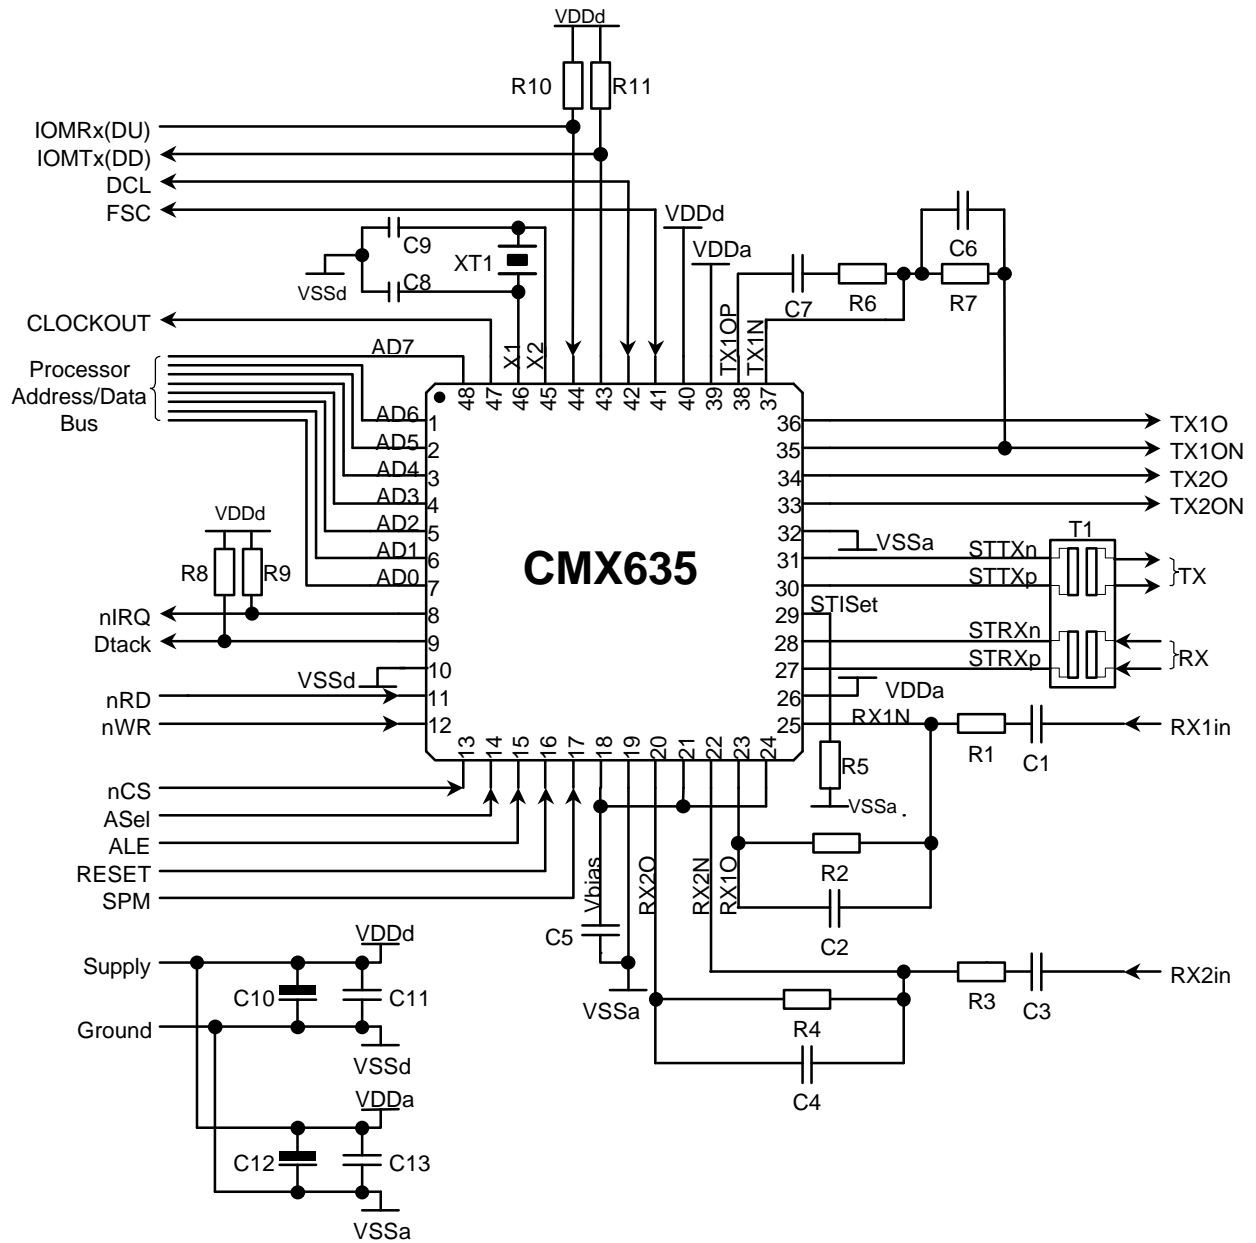 VDDd
R10
R11
IOMRx(DU)
IOMTx(DD)
DCL
FSC
VDDd
VDDa
C6
C9
XT1
VSSd
C8
C7
R6
R7
CLOCKOUT
X1
X2
TX1OP
TX1N
AD7
Processor
Address/Data
Bus
48
47
46
45
44
43
42
41
40
39
38
37
AD6
1
AD5
2
AD4
3
AD3
4
AD2
5
AD1
6
AD0
7
8
9
10
11
12
36
35
34
33
32
31
30
29
28
27
26
25
TX1O
TX1ON
TX2O
TX2ON
VSSa
STTXn
STTXp
STISet
STRXn
STRXp
T1
TX
RX
VDDa
RX1N
CMX635
VDDd
R8
R9
nIRQ
Dtack
VSSd
nRD
nWR
13
14
15
16
17
18
19
20
21
22
23
24
R1
C1
RX1in
R5
VSSa .
nCS
ASel
ALE
RESET
SPM
Vbias
RX2O
RX2N
RX1O
R2
C2
C5
VSSa
R3
C3
RX2in
R4
C4
VDDd
Supply
C10
C11
Ground
VSSd
VDDa
C12
C13
VSSa